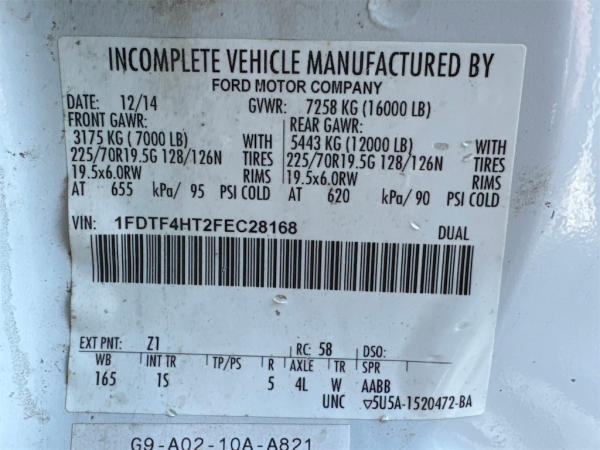 INCOMPLETE VEHICLE MANUFACTURED BY
FORD MOTOR COMPANY
DATE: 12/14 GVWR: 7258 KG (16000 LB)
FRONT GAWR: REAR GAWR:
3175 KG ( 7000 LB) WITH 5443 KG (12000 LB) WITH
225/70R19.5G 128/126N TIRES 225/70R19.5G 128/126N TIRES
19.5x6.0RW RIMS 19.5x6.0RW RIMS
AT 655 kPa/ 95 PSI COLD AT 620 kPa/ 90 PSI COLD
VIN: 1FDTF4HT2FEC28168 DUAL
EXT PNT: Z1 RC: 58 DSO:
WB INT TR TP/PS R AXLE TR SPR
165 1S 5 4L W AABB
UNC ▽5U5A-1520472-BA
G9-A02-10A-A821